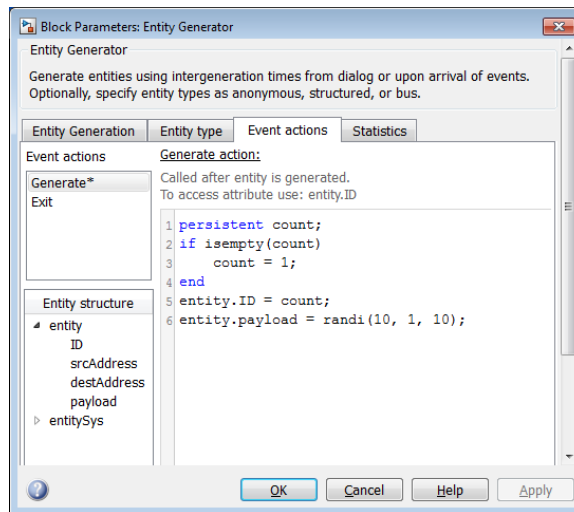 Block Parameters: Entity Generator
Entity Generator
Generate entities using intergeneration times from dialog or upon arrival of events.
Optionally, specify entity types as anonymous, structured, or bus.
Entity Generation
Entity type
Event actions
Statistics
Event actions
Generate*
Exit
Entity structure
entity
ID
srcAddress
destAddress
payload
entitySys
Generate action:
Called after entity is generated.
To access attribute use: entity.ID
1 persistent count;
2 if isempty(count)
3     count = 1;
4 end
5 entity.ID = count;
6 entity.payload = randi(10, 1, 10);
OK
Cancel
Help
Apply